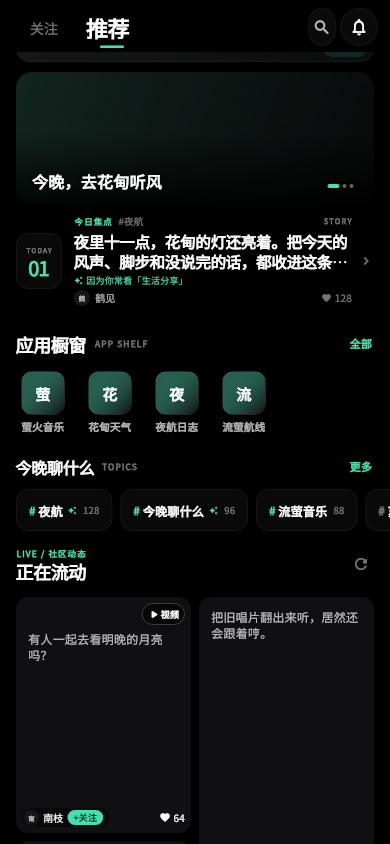 关注
推荐
今晚，去花甸听风
今日焦点 #夜航
STORY
TODAY
01
夜里十一点，花甸的灯还亮着。把今天的
风声、脚步和没说完的话，都收进这条…
因为你常看「生活分享」
鹤 鹤见
128
应用橱窗 APP SHELF
全部
萤 花 夜 流
萤火音乐 花甸天气 夜航日志 流萤航线
今晚聊什么 TOPICS
更多
#夜航 128
#今晚聊什么 96
#流萤音乐 88
#
LIVE / 社区动态
正在流动
视频
有人一起去看明晚的月亮
吗？
南 南枝 +关注 64
把旧唱片翻出来听，居然还
会跟着哼。